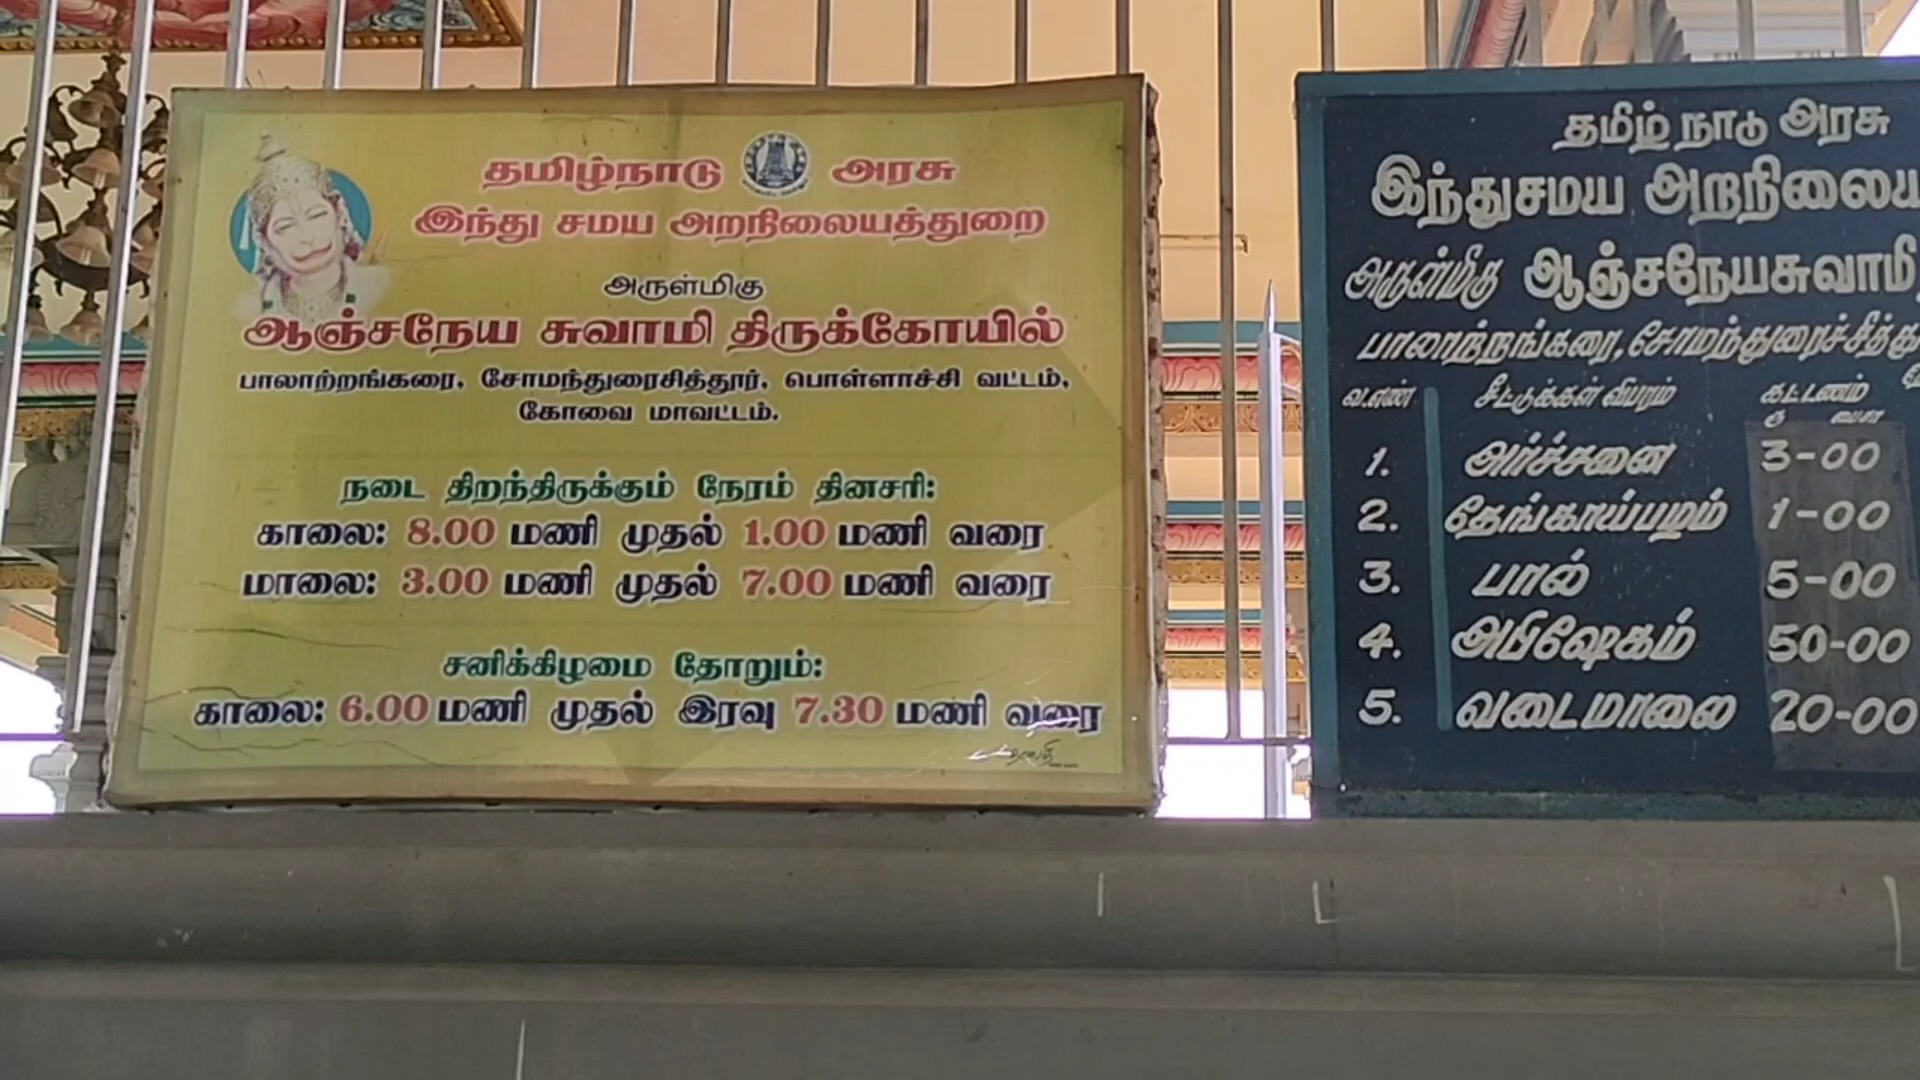 தமிழ்நாடு அரசு
இந்து சமய அறநிலையத்துறை
அருள்மிகு
ஆஞ்சநேய சுவாமி திருக்கோயில்
பாலாற்றங்கரை, சோமந்துரைசித்தூர், பொள்ளாச்சி வட்டம்,
கோவை மாவட்டம்.
நடை திறந்திருக்கும் நேரம் தினசரி:
காலை: 8.00 மணி முதல் 1.00 மணி வரை
மாலை: 3.00 மணி முதல் 7.00 மணி வரை
சனிக்கிழமை தோறும்:
காலை: 6.00 மணி முதல் இரவு 7.30 மணி வரை
தமிழ் நாடு அரசு
இந்துசமய அறநிலைய
அருள்மிகு ஆஞ்சநேயசுவாமி
பாலாற்றங்கரை, சோமந்துரைச்சித்தூ
வ.எண் சீட்டுக்கள் விபரம் கட்டணம்
ரூ பைசா
1. அர்ச்சனை 3-00
2. தேங்காய்பழம் 1-00
3. பால் 5-00
4. அபிஷேகம் 50-00
5. வடைமாலை 20-00